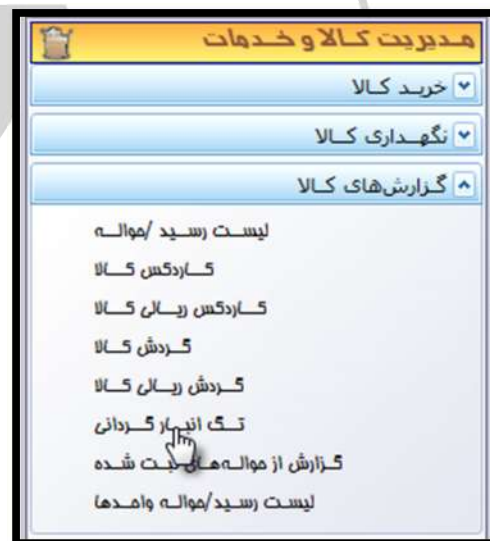 مدیریت کالا و خدمات
خرید کالا
نگهداری کالا
گزارش‌های کالا
لیست رسید /حواله
کاردکس کالا
کاردکس ریالی کالا
گردش کالا
گردش ریالی کالا
تگ انبار گردانی
گزارش از حواله‌های ثبت شده
لیست رسید/حواله واحدها